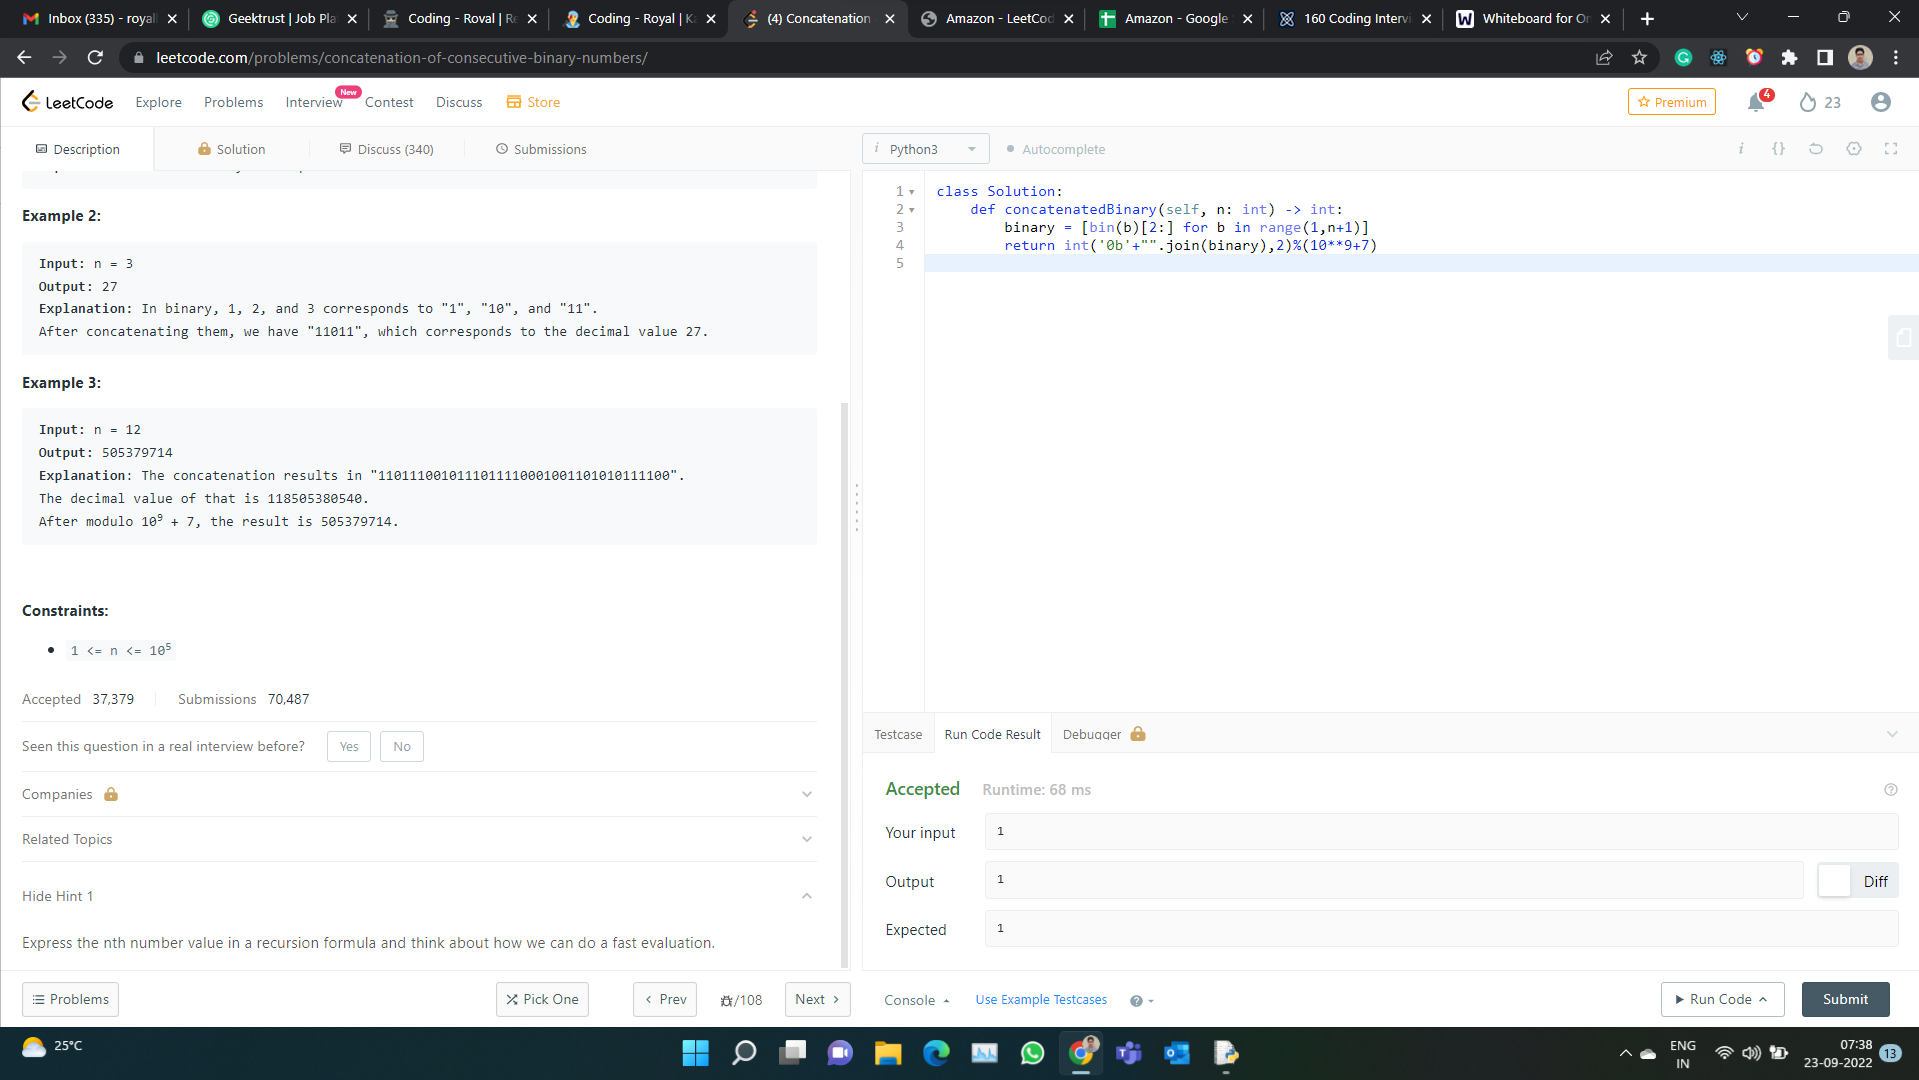 Inbox (335) - royal
Geektrust | Job Pla
Coding - Royal | Re
Coding - Royal | Ka
(4) Concatenation
Amazon - LeetCod
Amazon - Google
160 Coding Intervi
Whiteboard for On
leetcode.com/problems/concatenation-of-consecutive-binary-numbers/
LeetCode
Explore
Problems
Interview
New
Contest
Discuss
Store
Premium
4
23
Description
Solution
Discuss (340)
Submissions
i Python3
Autocomplete
Example 2:
Input: n = 3
Output: 27
Explanation: In binary, 1, 2, and 3 corresponds to "1", "10", and "11".
After concatenating them, we have "11011", which corresponds to the decimal value 27.
Example 3:
Input: n = 12
Output: 505379714
Explanation: The concatenation results in "1101110010111011110001001101010111100".
The decimal value of that is 118505380540.
After modulo 10⁹ + 7, the result is 505379714.
Constraints:
1 <= n <= 10⁵
Accepted 37,379 Submissions 70,487
Seen this question in a real interview before? Yes No
Companies
Related Topics
Hide Hint 1
Express the nth number value in a recursion formula and think about how we can do a fast evaluation.
Problems
Pick One
Prev
/108
Next
1 class Solution:
2 def concatenatedBinary(self, n: int) -> int:
3 binary = [bin(b)[2:] for b in range(1,n+1)]
4 return int('0b'+"".join(binary),2)%(10**9+7)
5
Testcase
Run Code Result
Debugger
Accepted Runtime: 68 ms
Your input 1
Output 1
Diff
Expected 1
Console
Use Example Testcases
Run Code
Submit
25°C
ENG
IN
07:38
23-09-2022
13